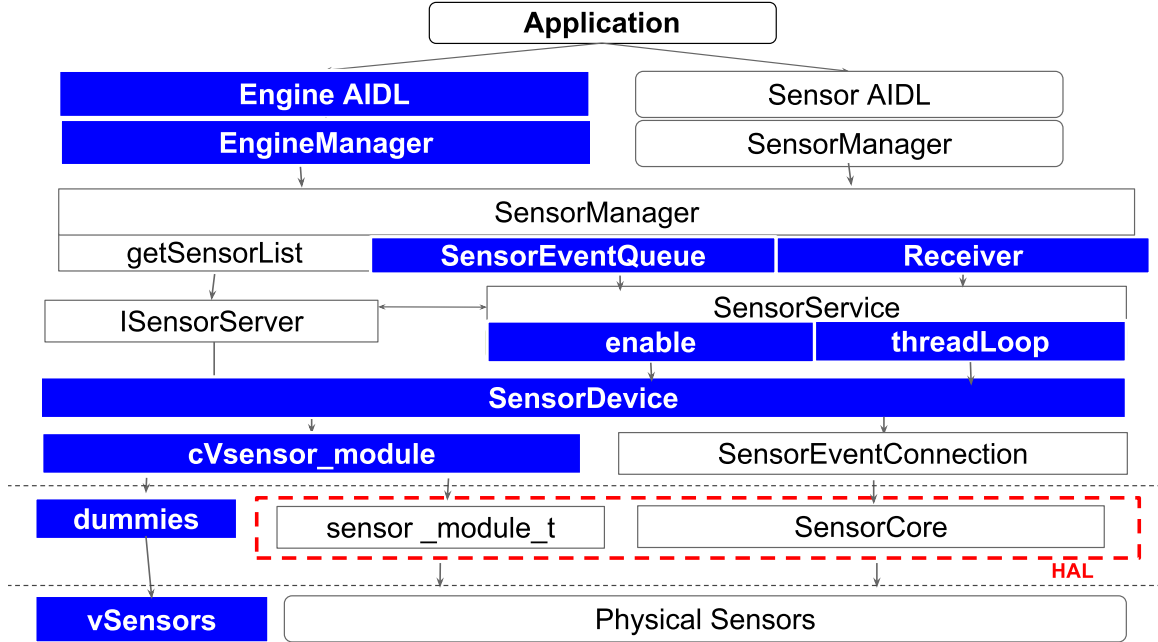 Application
Engine AIDL
Sensor AIDL
EngineManager
SensorManager
SensorManager
getSensorList
SensorEventQueue
Receiver
ISensorServer
SensorService
enable
threadLoop
SensorDevice
cVsensor_module
SensorEventConnection
dummies
sensor _module_t
SensorCore
HAL
vSensors
Physical Sensors